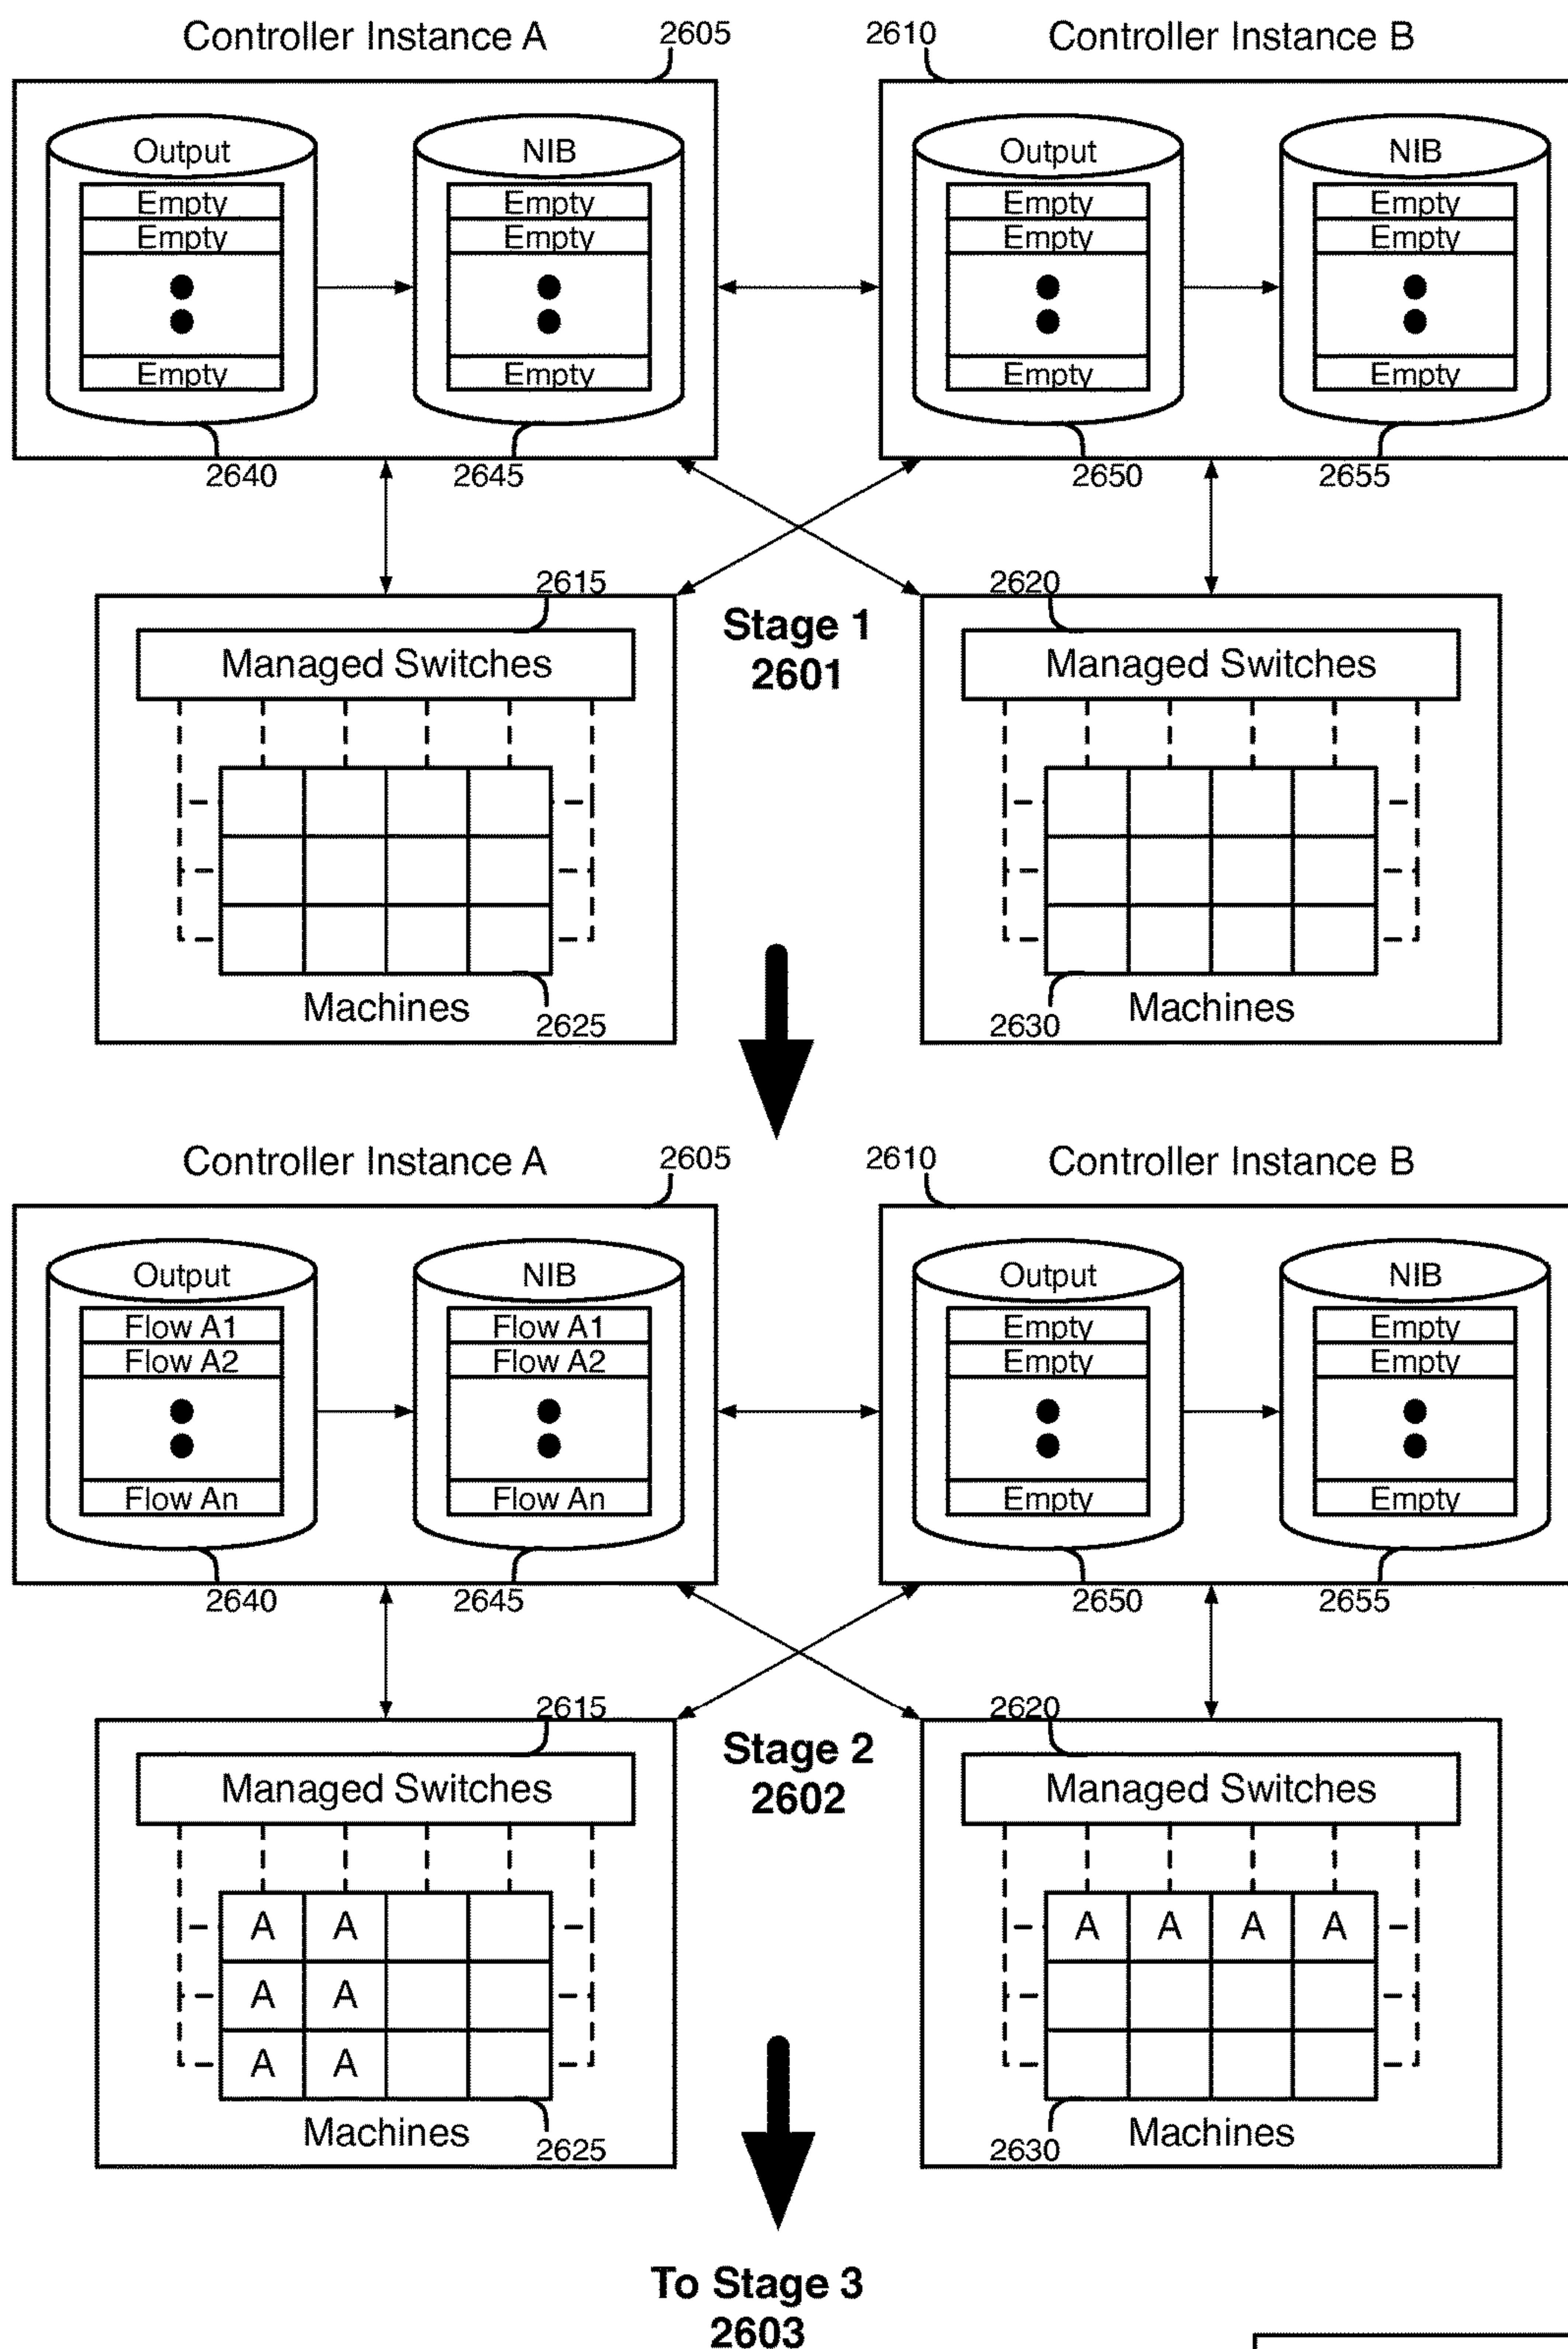 Controller Instance A 2605 2610 Controller Instance B
Output NIB Output NIB
Empty Empty Empty Empty
Empty Empty Empty Empty
Empty Empty Empty Empty
2640 2645 2650 2655
2615 2620
Stage 1
2601
Managed Switches Managed Switches
Machines Machines
2625 2630
Controller Instance A 2605 2610 Controller Instance B
Output NIB Output NIB
Flow A1 Flow A1 Empty Empty
Flow A2 Flow A2 Empty Empty
Flow An Flow An Empty Empty
2640 2645 2650 2655
2615 2620
Stage 2
2602
Managed Switches Managed Switches
A A A A A A
A A
A A
Machines Machines
2625 2630
To Stage 3
2603